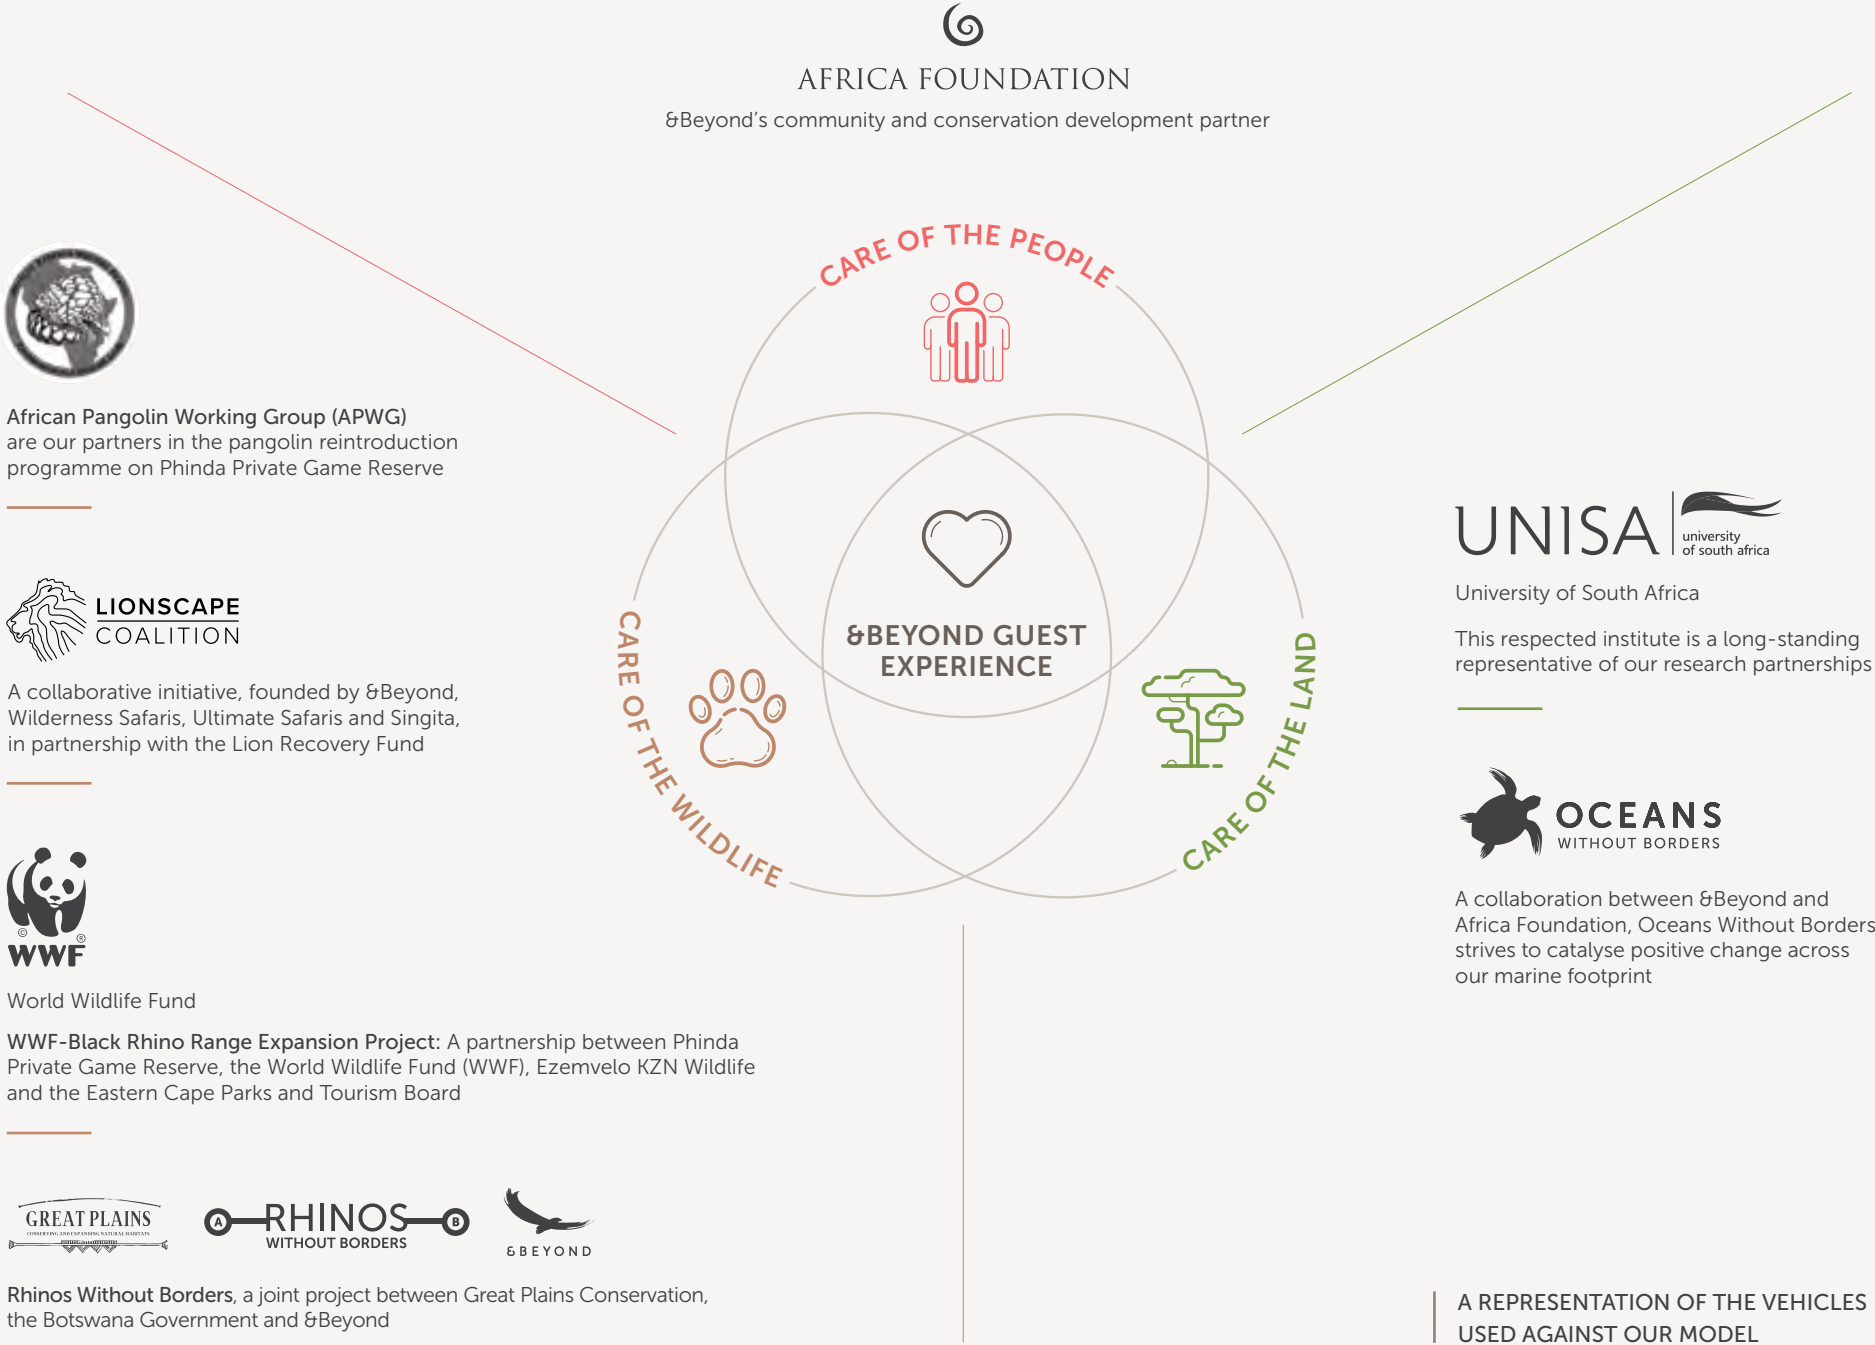 AFRICA FOUNDATION
&Beyond's community and conservation development partner
CARE OF THE PEOPLE
&BEYOND GUEST
EXPERIENCE
CARE OF THE WILDLIFE
CARE OF THE LAND
African Pangolin Working Group (APWG)
are our partners in the pangolin reintroduction
programme on Phinda Private Game Reserve
LIONSCAPE
COALITION
A collaborative initiative, founded by &Beyond,
Wilderness Safaris, Ultimate Safaris and Singita,
in partnership with the Lion Recovery Fund
© ®
WWF
World Wildlife Fund
WWF-Black Rhino Range Expansion Project: A partnership between Phinda
Private Game Reserve, the World Wildlife Fund (WWF), Ezemvelo KZN Wildlife
and the Eastern Cape Parks and Tourism Board
GREAT PLAINS
CONSERVING AND EXPANDING NATURAL HABITATS
A RHINOS B
WITHOUT BORDERS
&BEYOND
Rhinos Without Borders, a joint project between Great Plains Conservation,
the Botswana Government and &Beyond
UNISA
university
of south africa
University of South Africa
This respected institute is a long-standing
representative of our research partnerships
OCEANS
WITHOUT BORDERS
A collaboration between &Beyond and
Africa Foundation, Oceans Without Borders
strives to catalyse positive change across
our marine footprint
A REPRESENTATION OF THE VEHICLES
USED AGAINST OUR MODEL